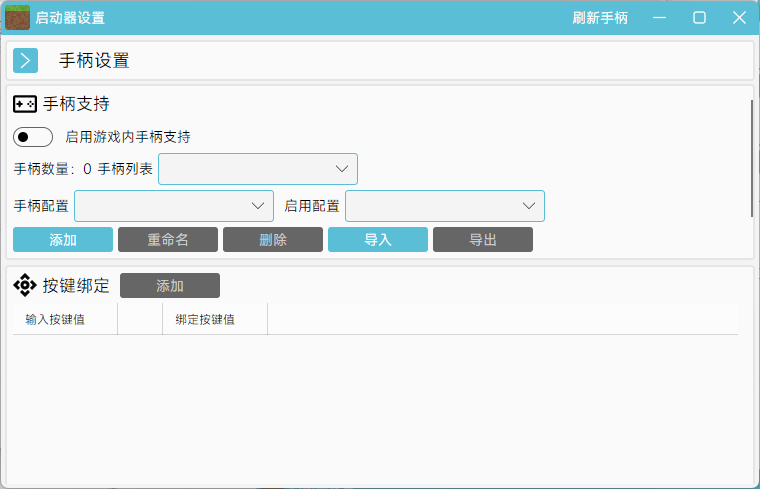 启动器设置 刷新手柄
手柄设置
手柄支持
启用游戏内手柄支持
手柄数量：0 手柄列表
手柄配置 启用配置
添加 重命名 删除 导入 导出
按键绑定 添加
输入按键值 绑定按键值